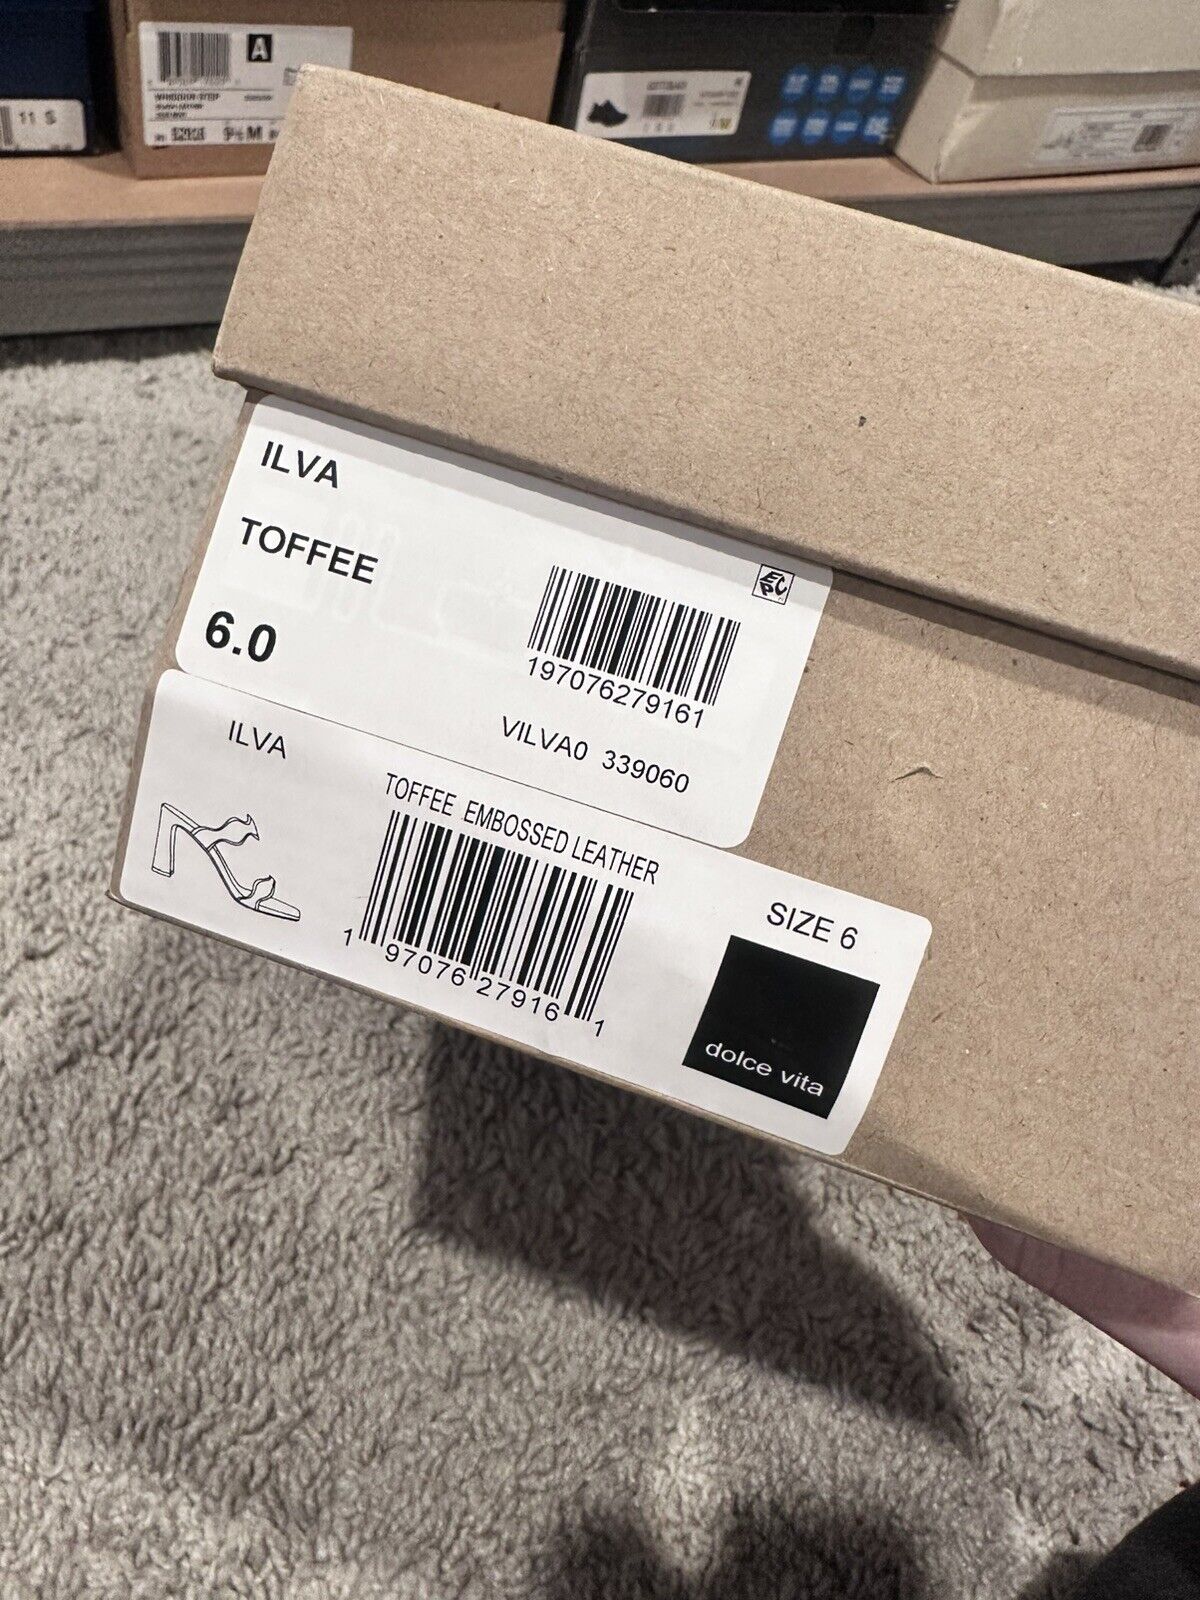 11 S
A
M
ILVA
TOFFEE
6.0
EPC
197076279161
VILVA0 339060
ILVA
TOFFEE EMBOSSED LEATHER
1 97076 27916 1
SIZE 6
dolce vita